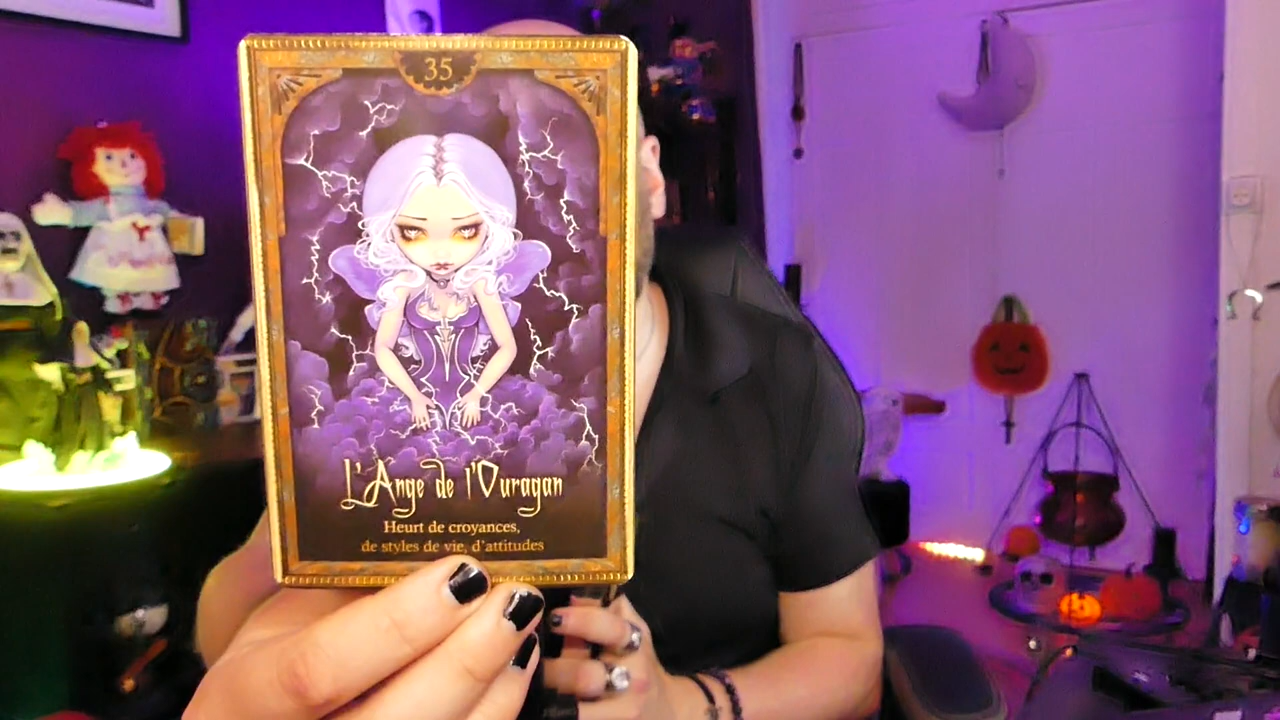 35
L'Ange de l'Ouragan
Heurt de croyances,
de styles de vie, d'attitudes